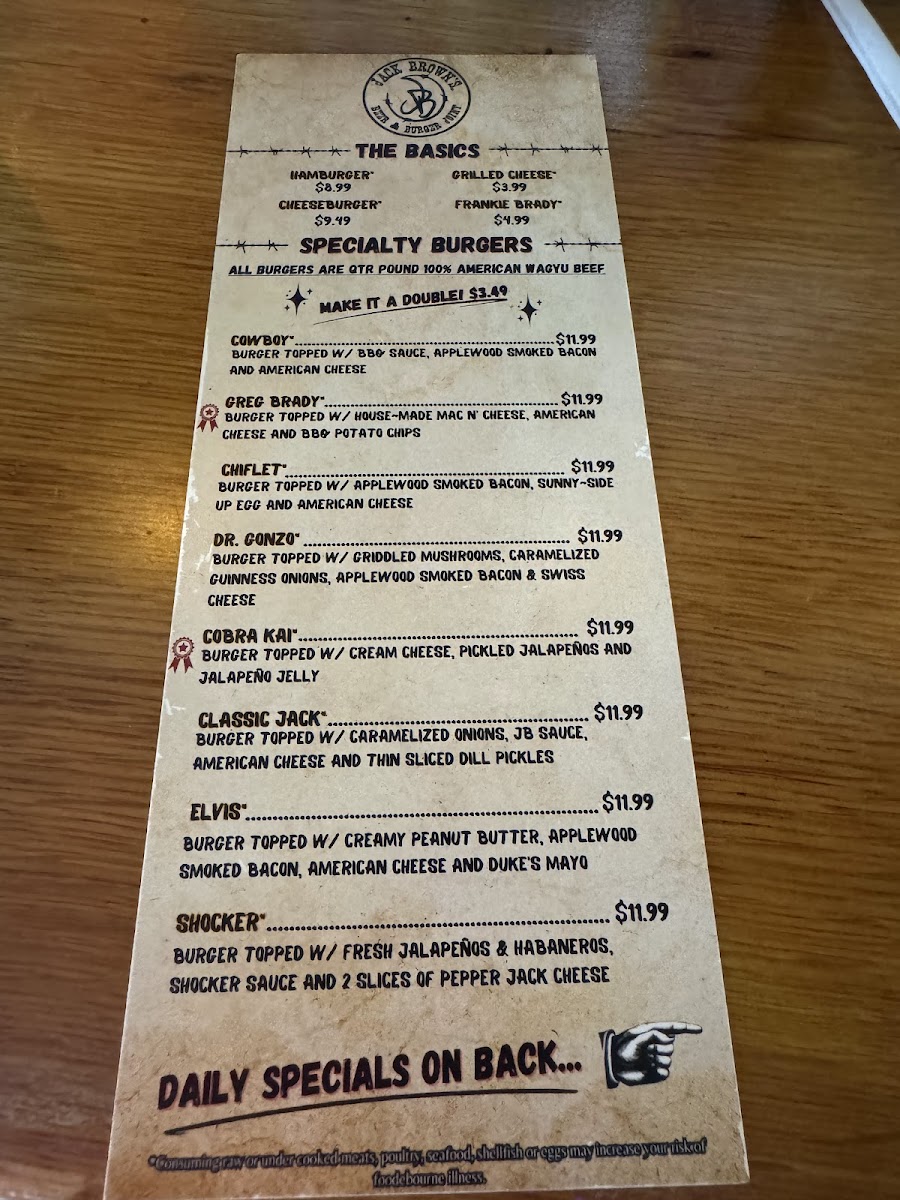 JACK BROWN'S
JB
BEER & BURGER JOINT
THE BASICS
HAMBURGER* GRILLED CHEESE*
$8.99 $3.99
CHEESEBURGER* FRANKIE BRADY*
$9.49 $4.99
SPECIALTY BURGERS
ALL BURGERS ARE QTR POUND 100% AMERICAN WAGYU BEEF
MAKE IT A DOUBLE! $3.49
COWBOY*........................$11.99
BURGER TOPPED W/ BBQ SAUCE, APPLEWOOD SMOKED BACON
AND AMERICAN CHEESE
GREG BRADY*........................$11.99
BURGER TOPPED W/ HOUSE-MADE MAC N' CHEESE, AMERICAN
CHEESE AND BBQ POTATO CHIPS
CHIFLET*........................$11.99
BURGER TOPPED W/ APPLEWOOD SMOKED BACON, SUNNY-SIDE
UP EGG AND AMERICAN CHEESE
DR. GONZO*........................$11.99
BURGER TOPPED W/ GRIDDLED MUSHROOMS, CARAMELIZED
GUINNESS ONIONS, APPLEWOOD SMOKED BACON & SWISS
CHEESE
COBRA KAI*........................$11.99
BURGER TOPPED W/ CREAM CHEESE, PICKLED JALAPEÑOS AND
JALAPEÑO JELLY
CLASSIC JACK*........................$11.99
BURGER TOPPED W/ CARAMELIZED ONIONS, JB SAUCE,
AMERICAN CHEESE AND THIN SLICED DILL PICKLES
ELVIS*........................$11.99
BURGER TOPPED W/ CREAMY PEANUT BUTTER, APPLEWOOD
SMOKED BACON, AMERICAN CHEESE AND DUKE'S MAYO
SHOCKER*........................$11.99
BURGER TOPPED W/ FRESH JALAPEÑOS & HABANEROS,
SHOCKER SAUCE AND 2 SLICES OF PEPPER JACK CHEESE
DAILY SPECIALS ON BACK...
*Consuming raw or under cooked meats, poultry, seafood, shellfish or eggs may increase your risk of
foodebourne illness.